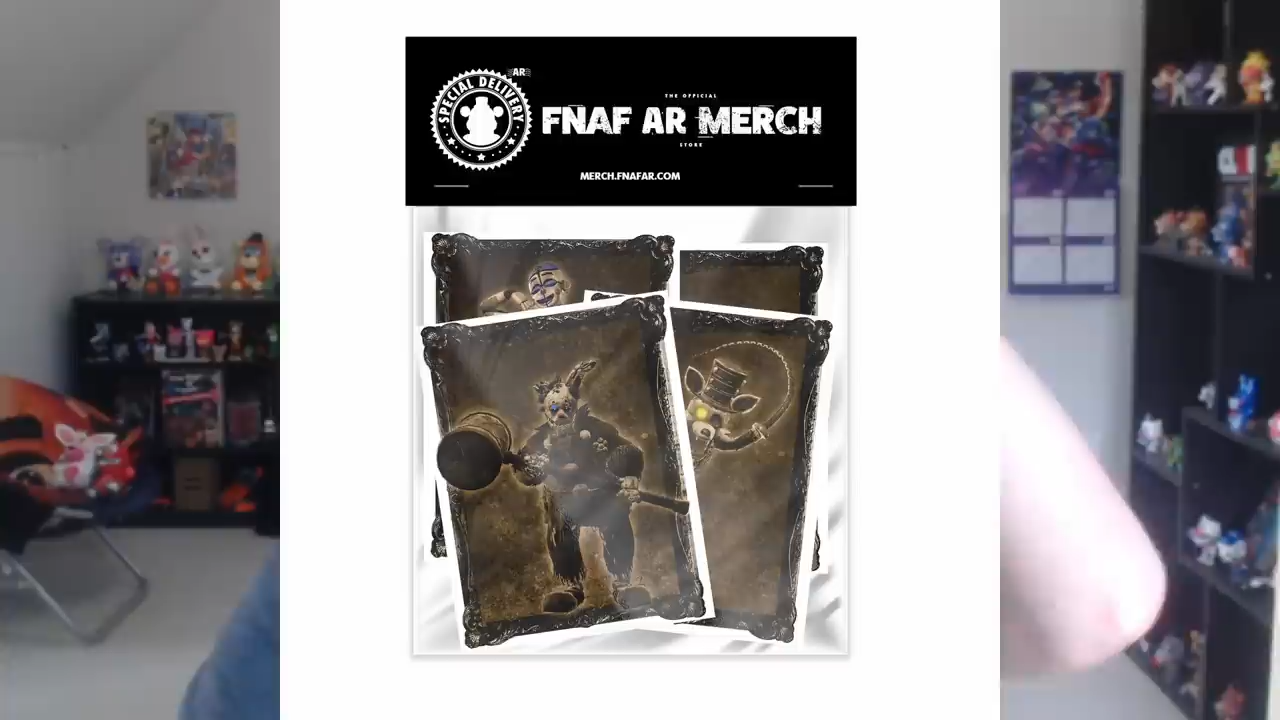 AR
SPECIAL DELIVERY
THE OFFICIAL
FNAF AR MERCH
STORE
MERCH.FNAFAR.COM